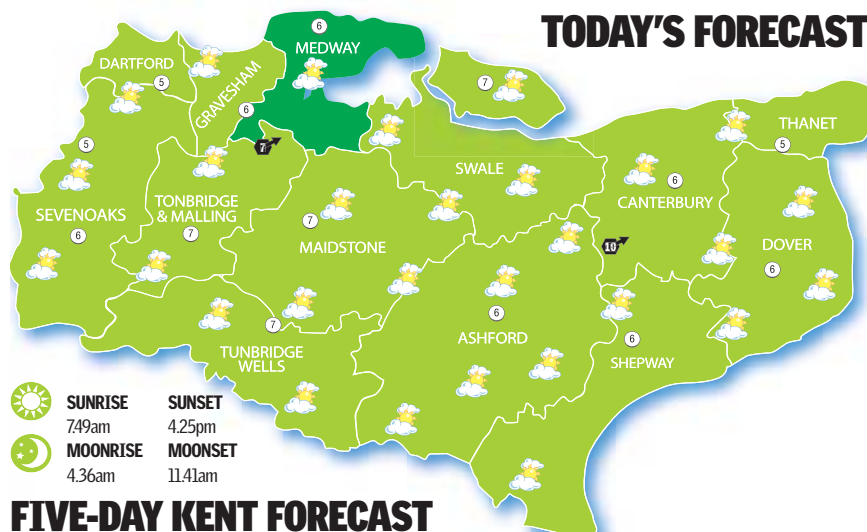 TODAY'S FORECAST
6
MEDWAY
DARTFORD
5
GRAVESHAM
6
7
7
THANET
5
5
SWALE
6
CANTERBURY
TONBRIDGE
& MALLING
7
SEVENOAKS
6
7
MAIDSTONE
10
DOVER
6
6
ASHFORD
6
SHEPWAY
7
TUNBRIDGE
WELLS
SUNRISE SUNSET
7.49am 4.25pm
MOONRISE MOONSET
4.36am 11.41am
FIVE-DAY KENT FORECAST